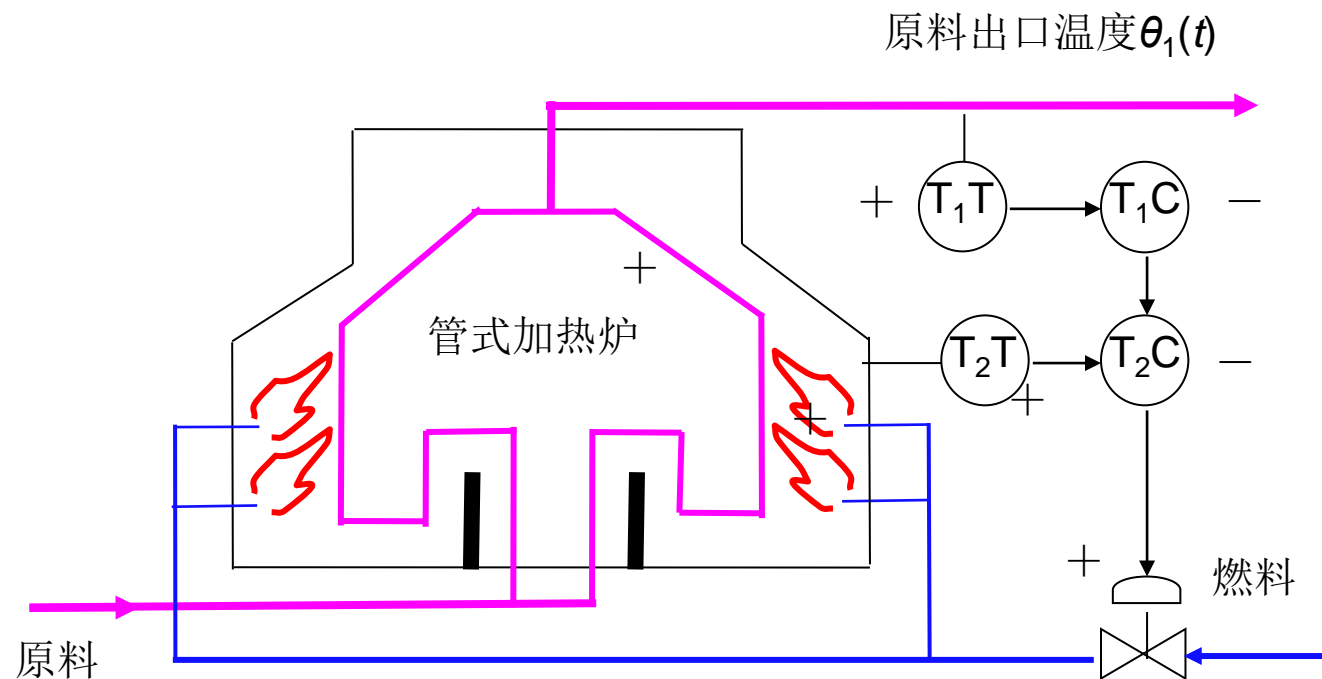 原料出口温度θ₁(t)
+
T₁T
T₁C
—
+
管式加热炉
T₂T
T₂C
—
+
+
+
燃料
原料